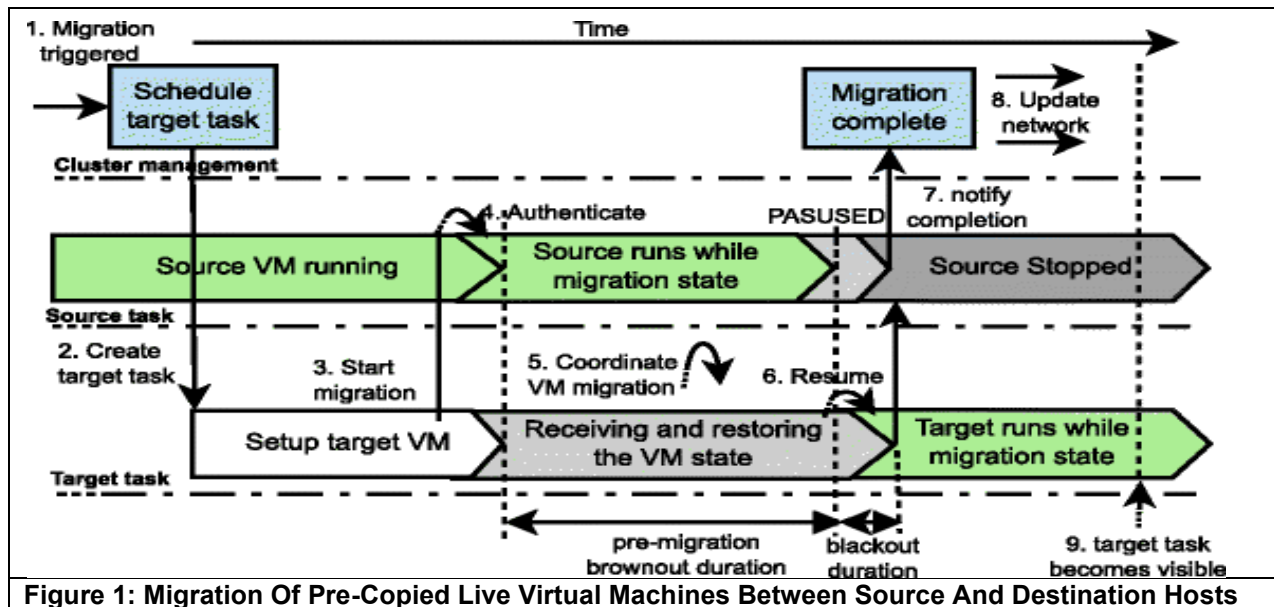 1. Migration
triggered
Time
Schedule
target task
Migration
complete
8. Update
network
Cluster management
4. Authenticate
PASUSED
7. notify
completion
Source VM running
Source runs while
migration state
Source Stopped
Source task
2. Create
target task
3. Start
migration
5. Coordinate
VM migration
6. Resume
Setup target VM
Receiving and restoring
the VM state
Target runs while
migration state
Target task
pre-migration
brownout duration
blackout
duration
9. target task
becomes visible
Figure 1: Migration Of Pre-Copied Live Virtual Machines Between Source And Destination Hosts